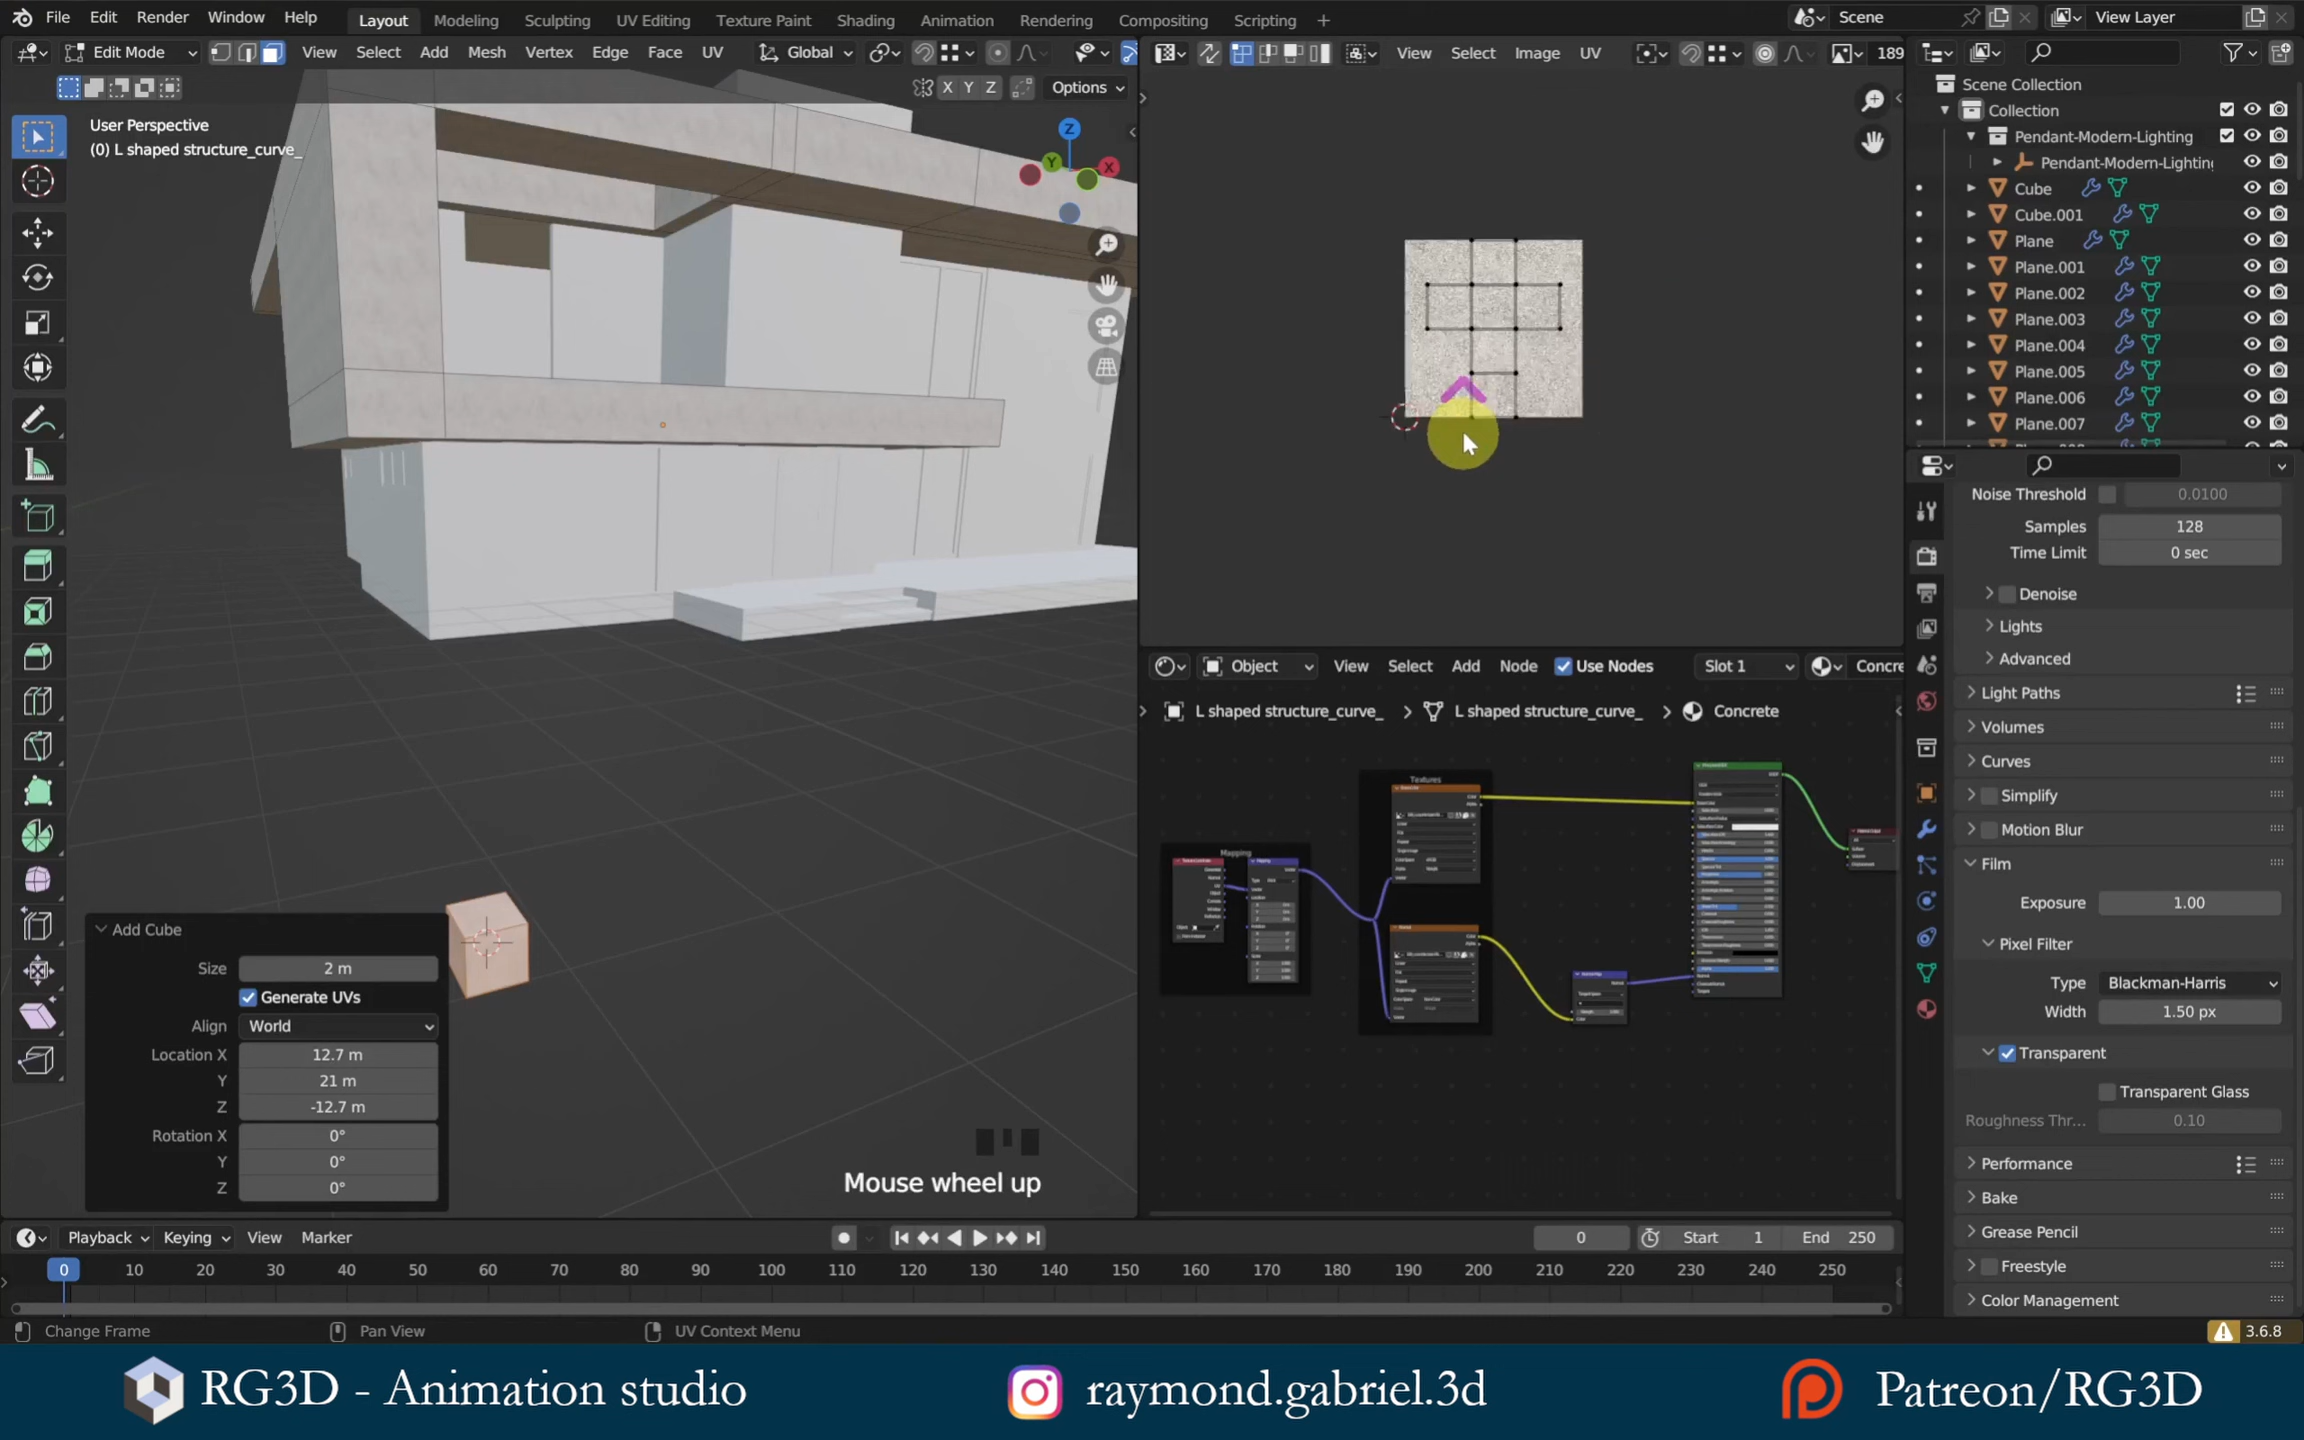 File Edit Render Window Help Layout Modeling Sculpting UV Editing Texture Paint Shading Animation Rendering Compositing Scripting + Scene View Layer
Edit Mode View Select Add Mesh Vertex Edge Face UV Global
X Y Z Options
User Perspective
(0) L shaped structure_curve_
Z
Y
X
View Select Image UV 189
Scene Collection
Collection
Pendant-Modern-Lighting
Pendant-Modern-Lighting
Cube
Cube.001
Plane
Plane.001
Plane.002
Plane.003
Plane.004
Plane.005
Plane.006
Plane.007
Noise Threshold 0.0100
Samples 128
Time Limit 0 sec
Denoise
Lights
Advanced
Light Paths
Volumes
Curves
Simplify
Motion Blur
Film
Exposure 1.00
Pixel Filter
Type Blackman-Harris
Width 1.50 px
Transparent
Transparent Glass
Roughness Thr... 0.10
Performance
Bake
Grease Pencil
Freestyle
Color Management
Object View Select Add Node Use Nodes Slot 1 Concre
L shaped structure_curve_ > L shaped structure_curve_ > Concrete
Textures
Mapping
Add Cube
Size 2 m
Generate UVs
Align World
Location X 12.7 m
Y 21 m
Z -12.7 m
Rotation X 0°
Y 0°
Z 0°
Mouse wheel up
Playback Keying View Marker 0 Start 1 End 250
0 10 20 30 40 50 60 70 80 90 100 110 120 130 140 150 160 170 180 190 200 210 220 230 240 250
Change Frame Pan View UV Context Menu 3.6.8
RG3D - Animation studio raymond.gabriel.3d Patreon/RG3D